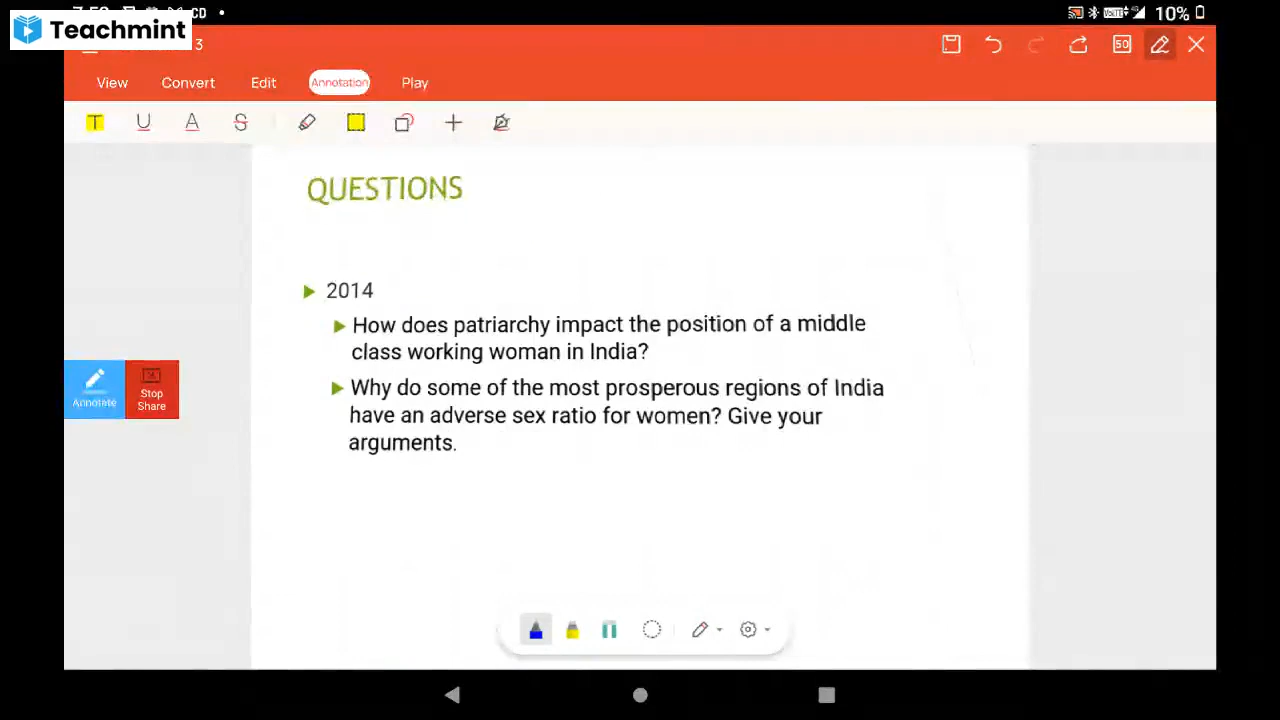 Teachmint
10%
3
50
View Convert Edit Annotation Play
T U A S
QUESTIONS
2014
How does patriarchy impact the position of a middle
class working woman in India?
Why do some of the most prosperous regions of India
have an adverse sex ratio for women? Give your
arguments.
Annotate
Stop
Share